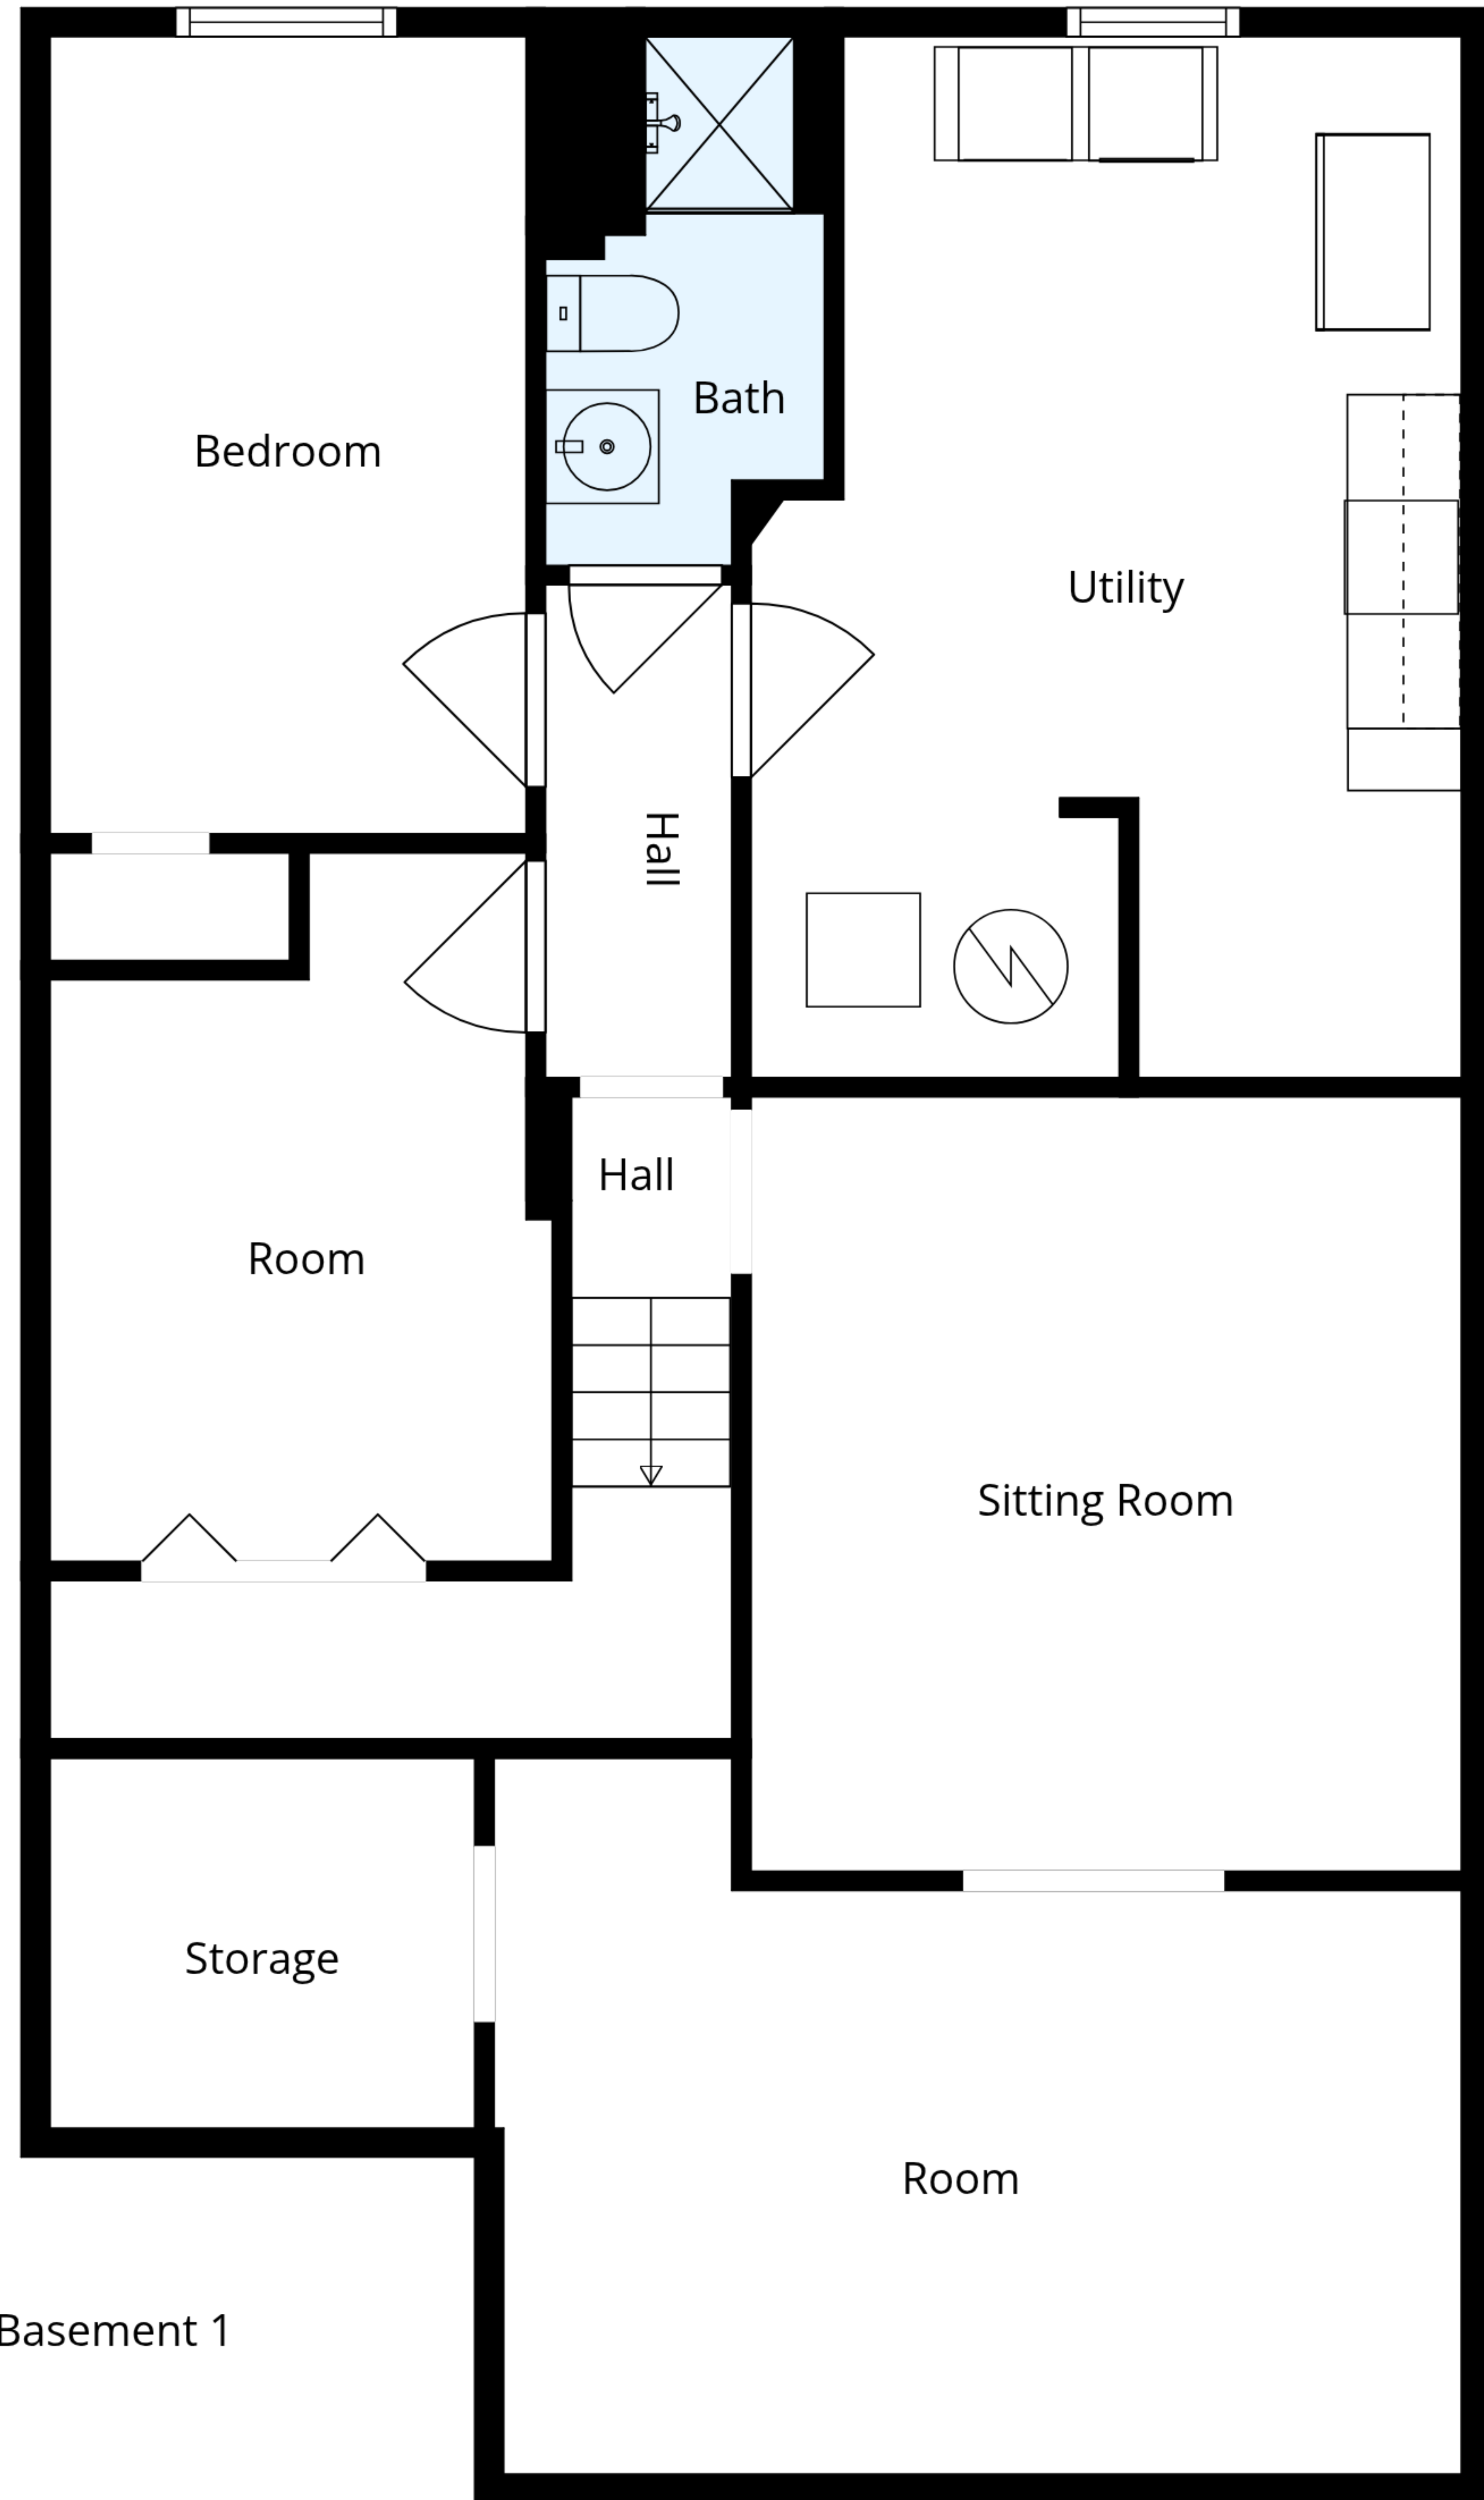 Bath
Bedroom
Utility
Hall
Hall
Room
Sitting Room
Storage
Room
Basement 1